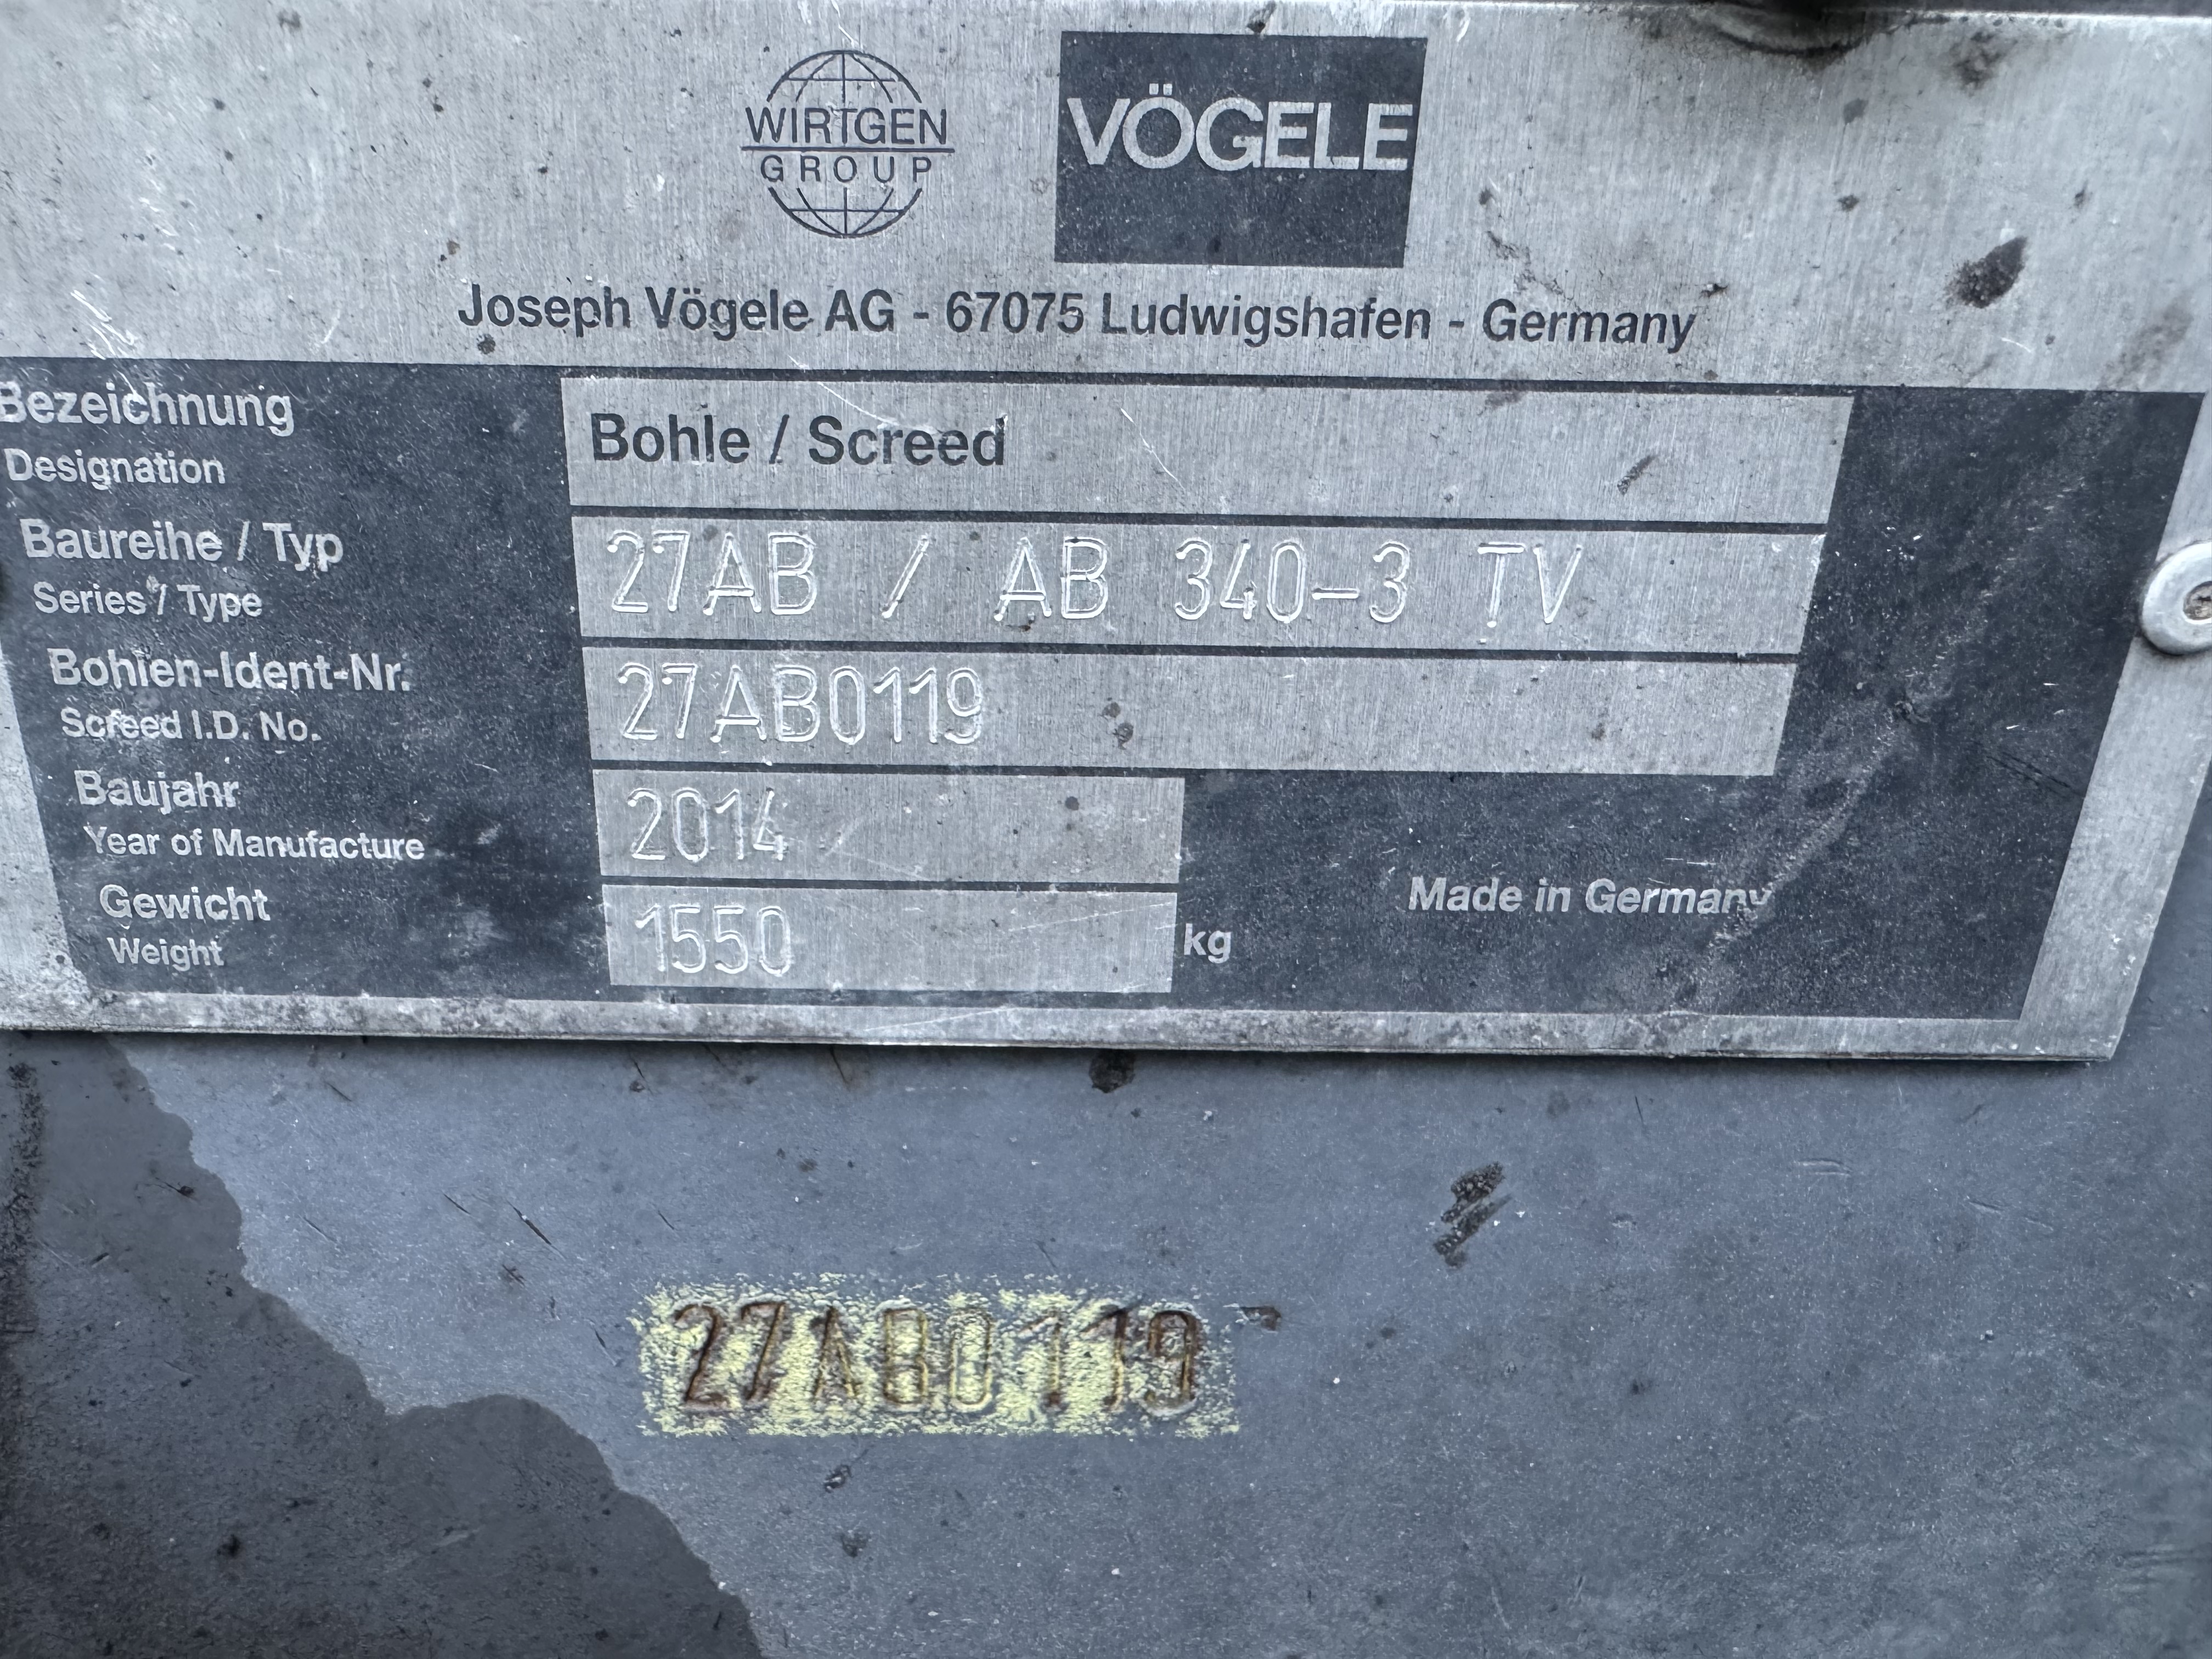 WIRTGEN
GROUP
VÖGELE
Joseph Vögele AG - 67075 Ludwigshafen - Germany
Bezeichnung
Designation
Bohle / Screed
Baureihe / Typ
Series / Type
27AB / AB 340-3 TV
Bohlen-Ident-Nr.
Screed I.D. No.
27AB0119
Baujahr
Year of Manufacture
2014
Gewicht
Weight
1550 kg
Made in Germany
27AB0119